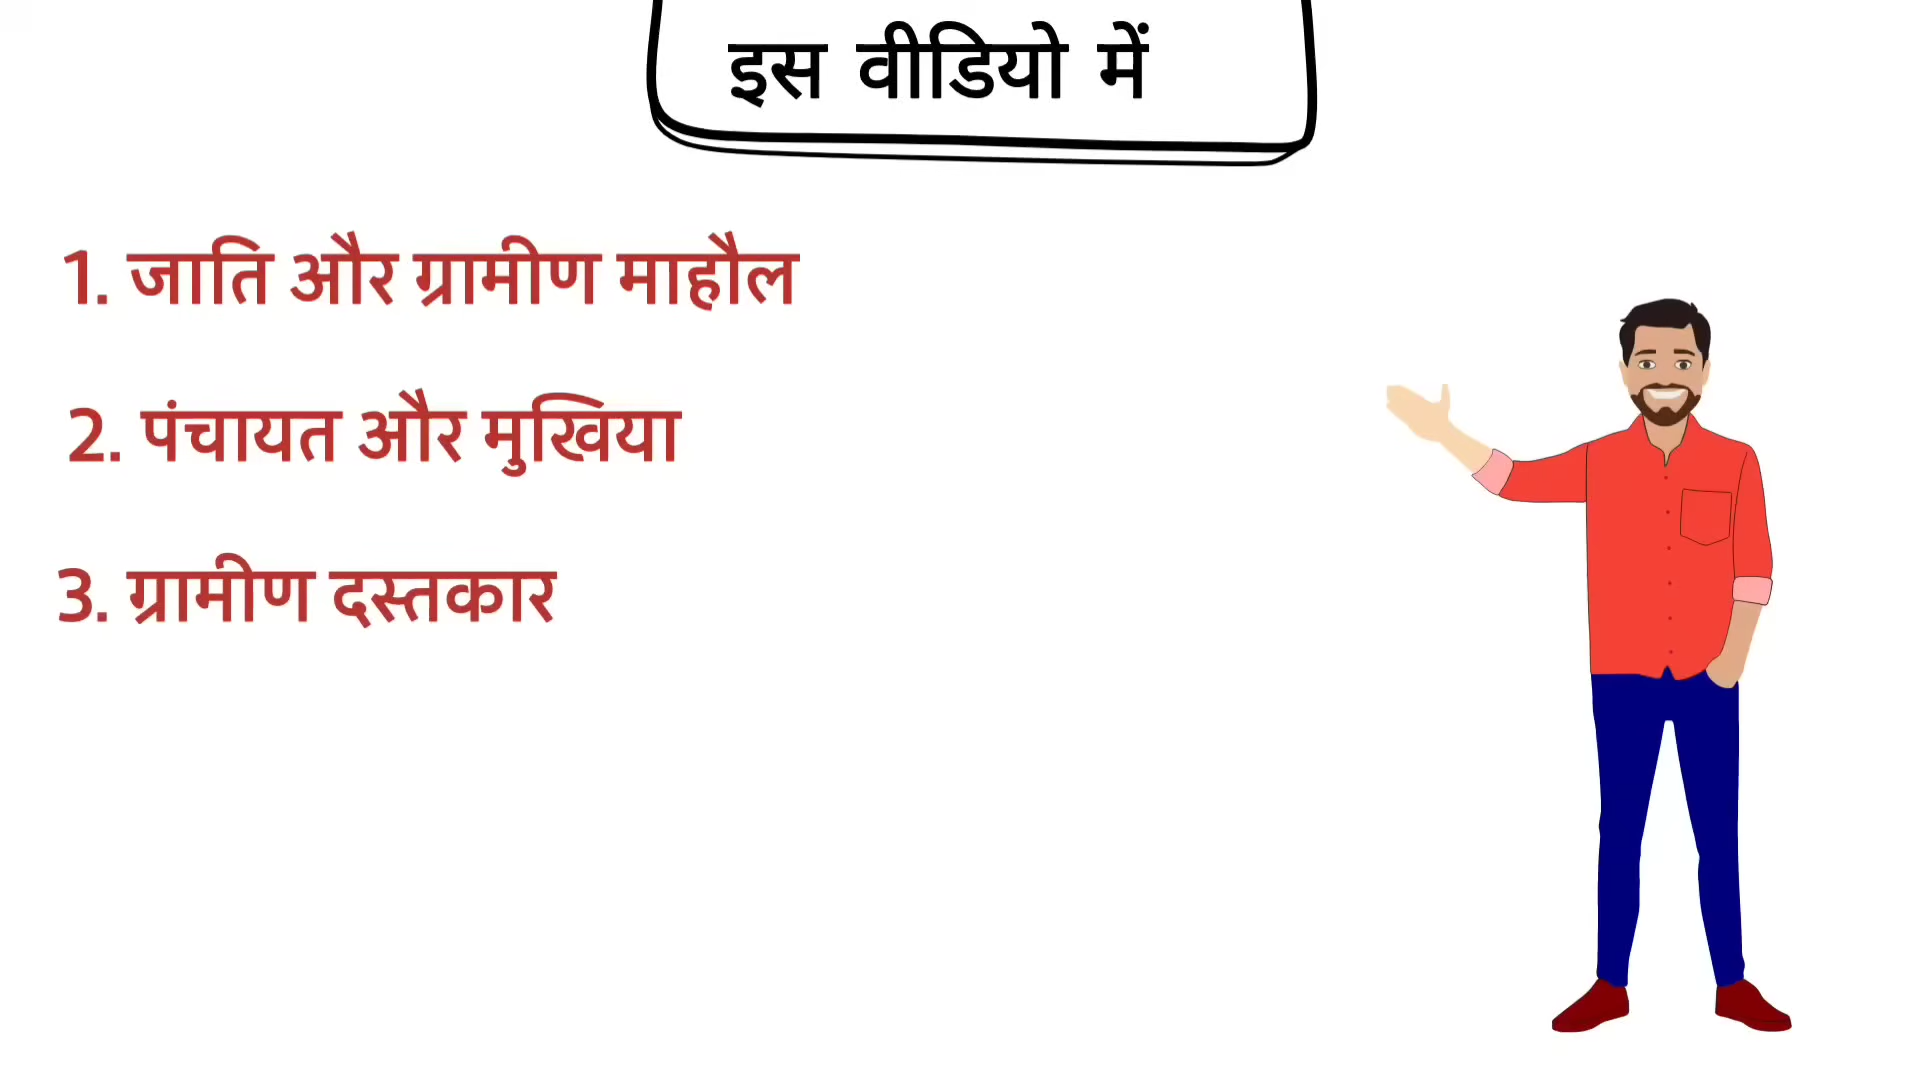 इस वीडियो में
1. जाति और ग्रामीण माहौल
2. पंचायत और मुखिया
3. ग्रामीण दस्तकार